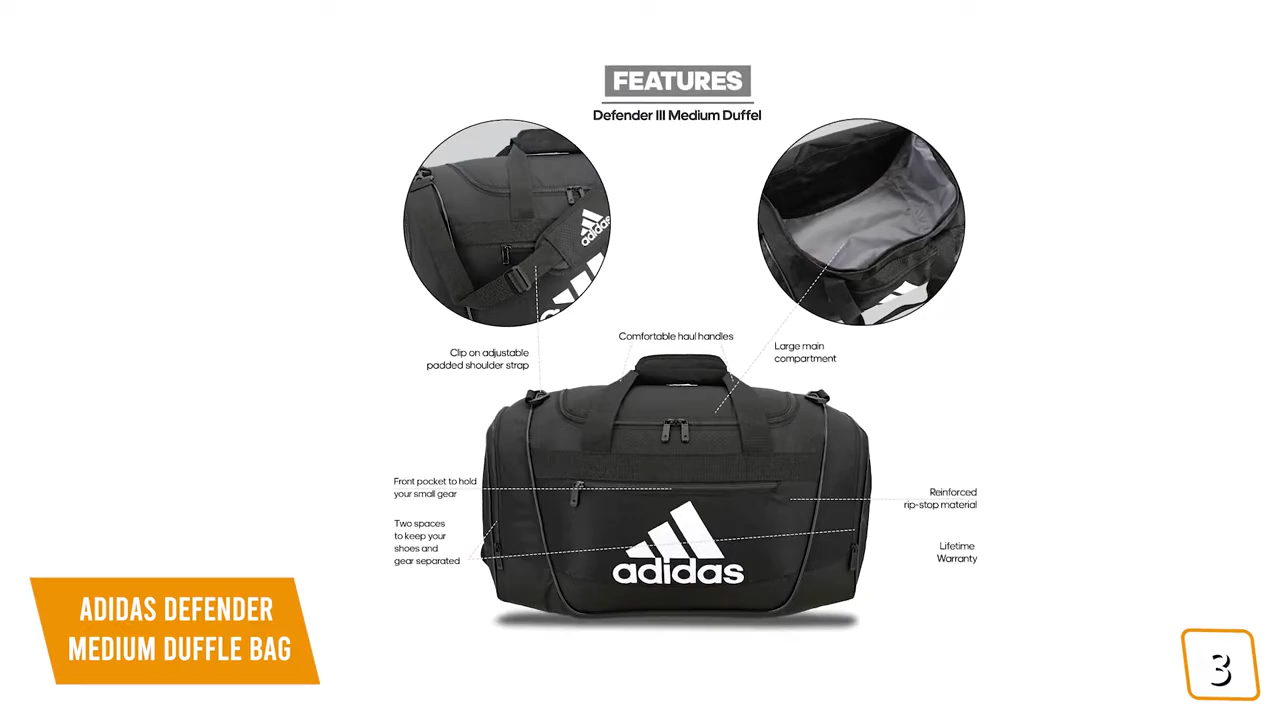 FEATURES
Defender III Medium Duffel
adidas
Comfortable haul handles
Clip on adjustable
padded shoulder strap
Large main
compartment
Front pocket to hold
your small gear
Two spaces
to keep your
shoes and
gear separated
Reinforced
rip-stop material
Lifetime
Warranty
adidas
ADIDAS DEFENDER
MEDIUM DUFFLE BAG
3